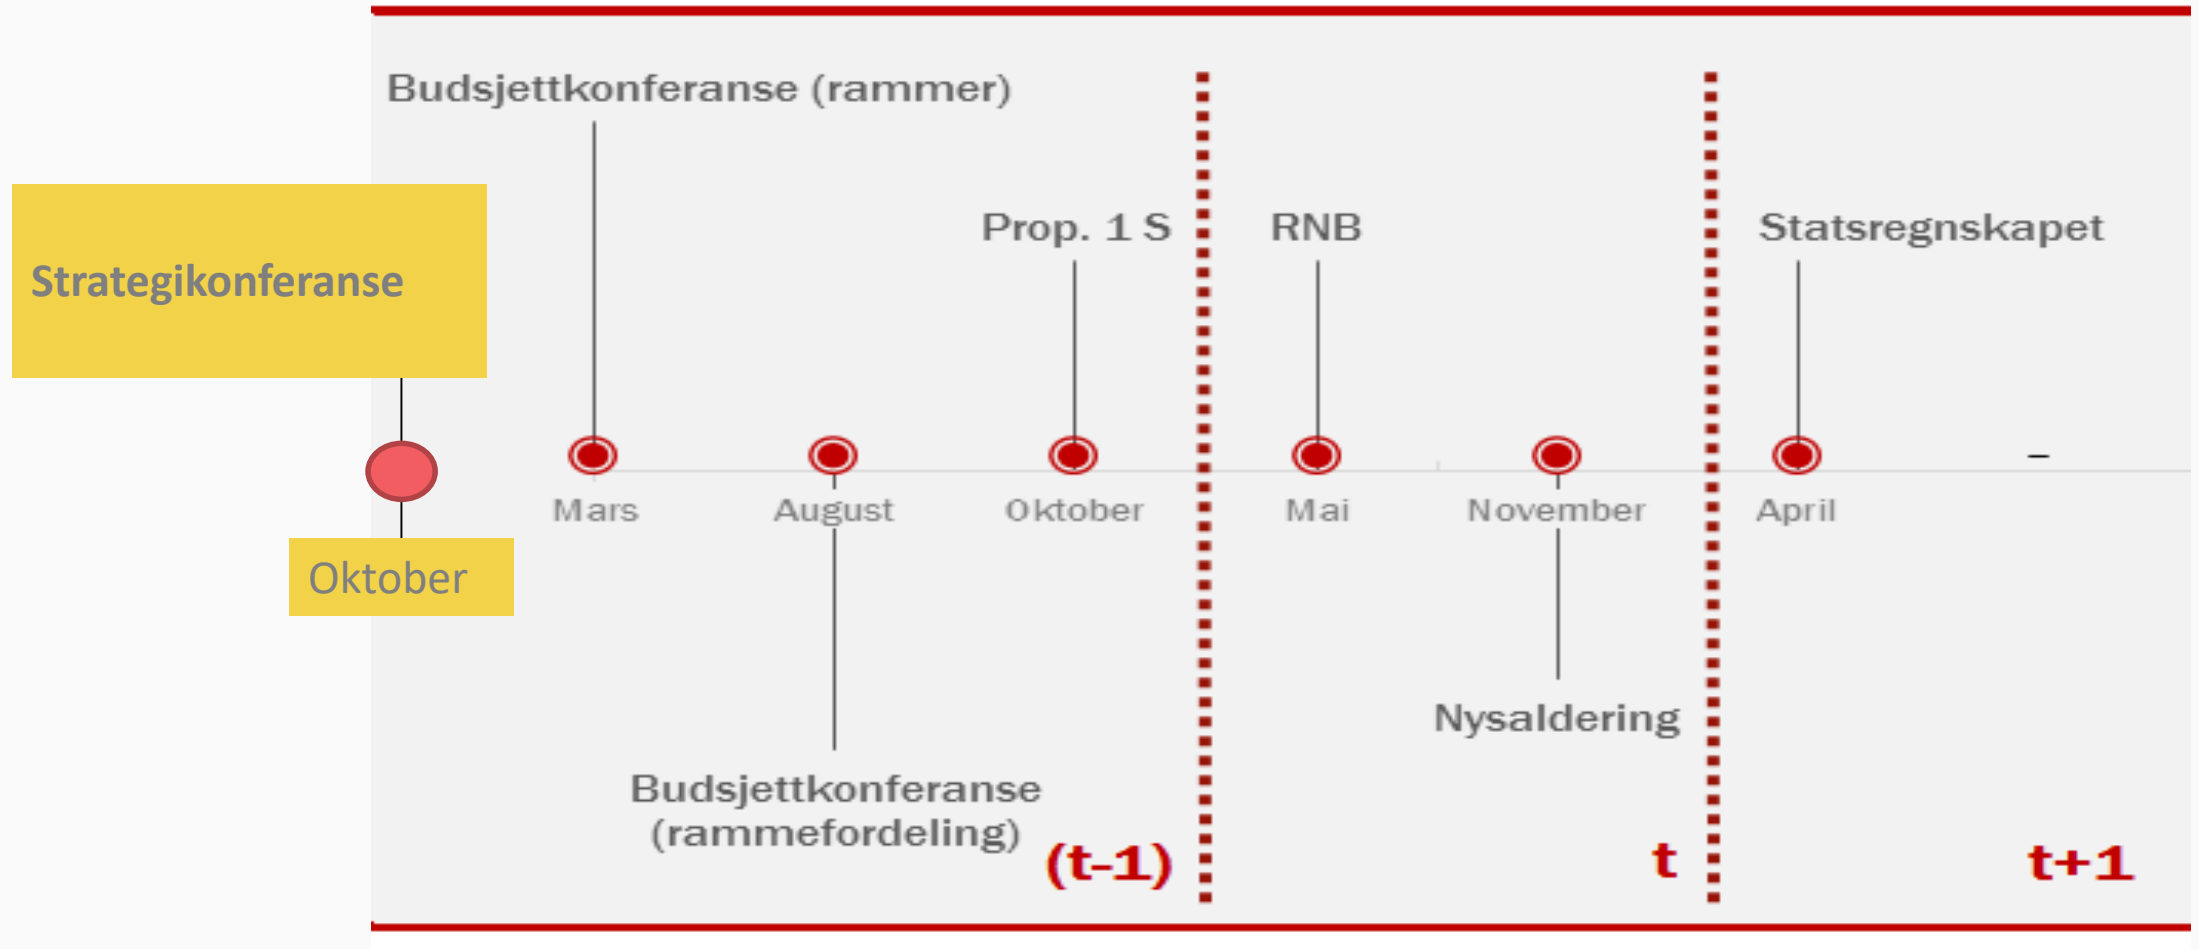 Budsjettkonferanse (rammer)
Strategikonferanse
Prop. 1 S
RNB
Statsregnskapet
Mars
August
Oktober
Mai
November
April
–
Oktober
Nysaldering
Budsjettkonferanse
(rammefordeling)
(t-1)
t
t+1